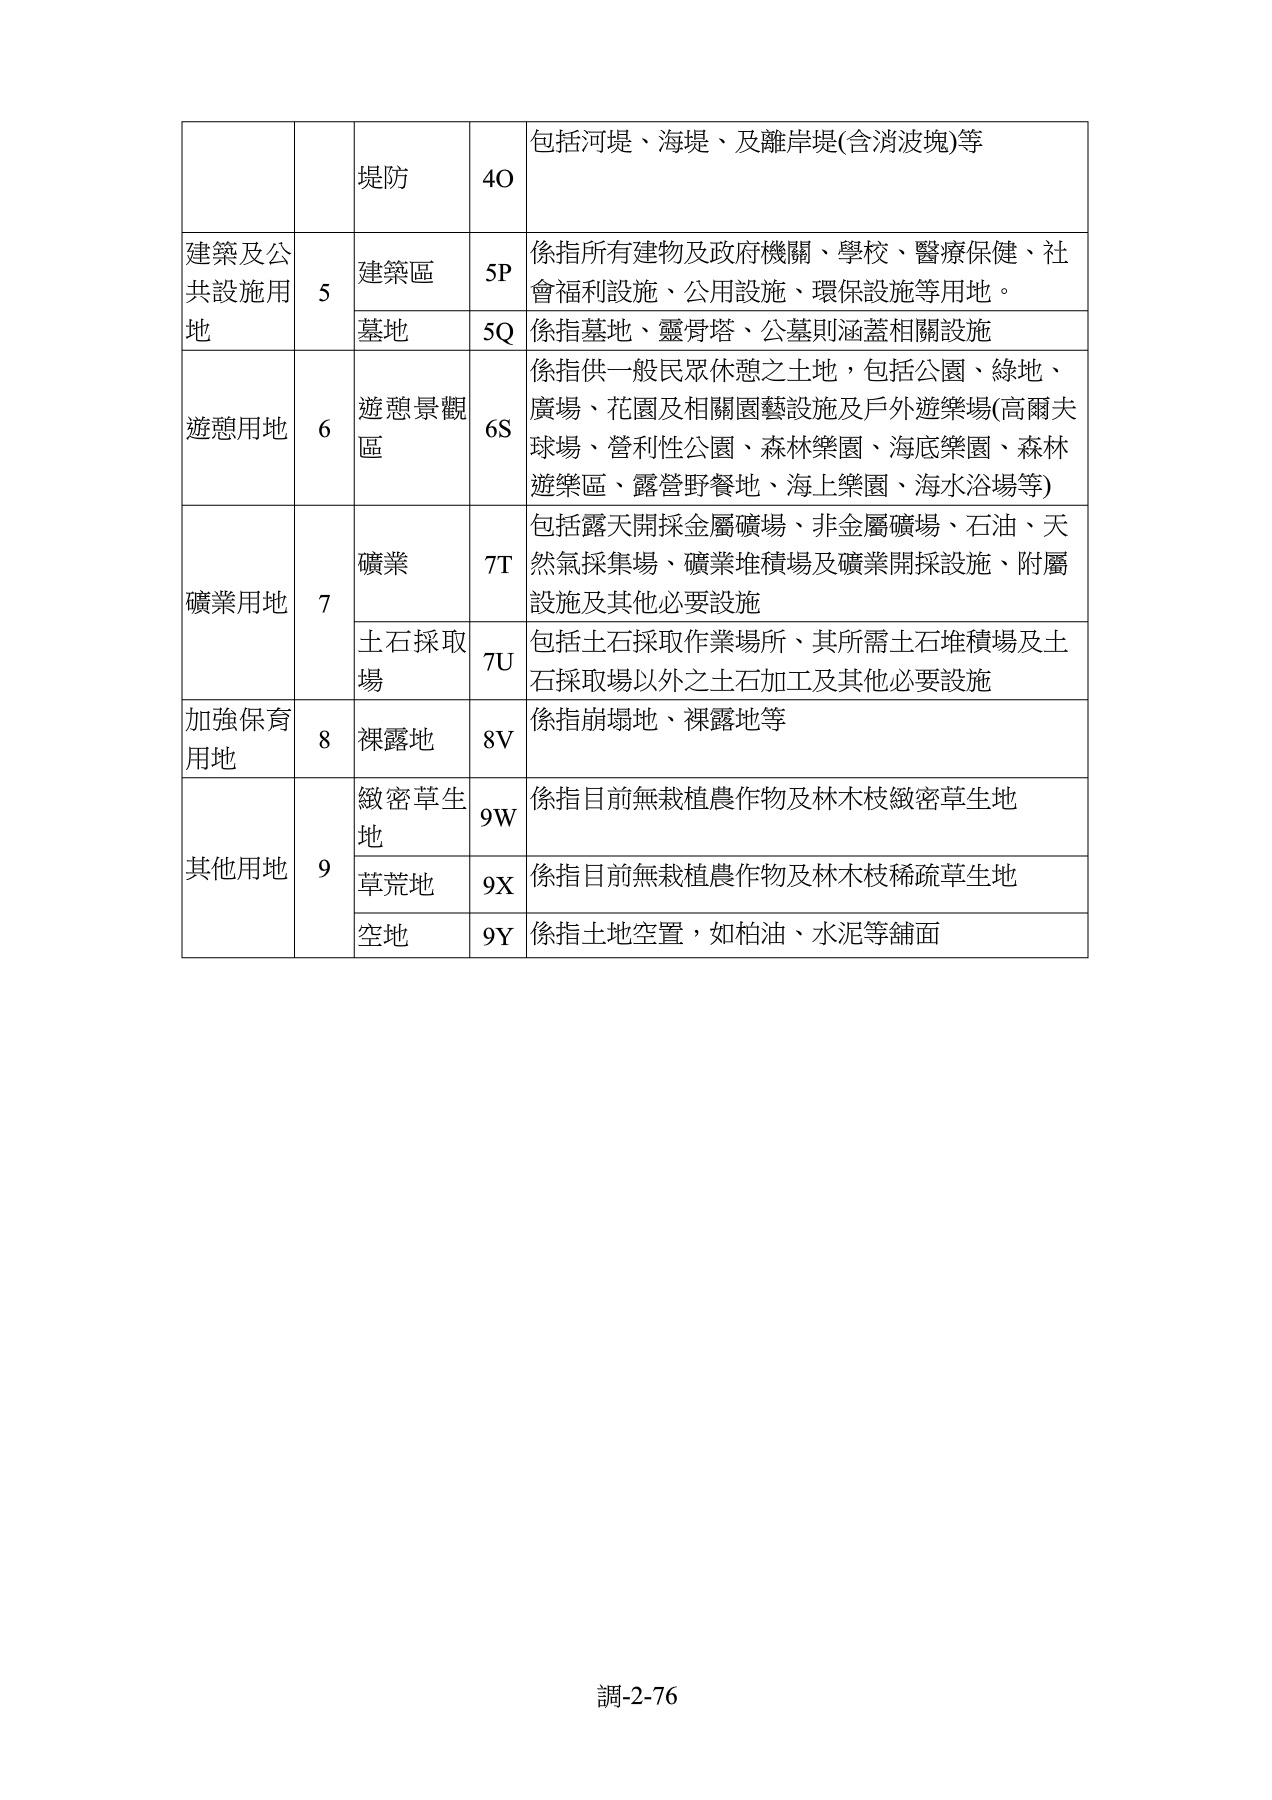 堤防
4O
包括河堤、海堤、及離岸堤(含消波塊)等
建築及公
共設施用
地
5
建築區
5P
係指所有建物及政府機關、學校、醫療保健、社
會福利設施、公用設施、環保設施等用地。
墓地
5Q
係指墓地、靈骨塔、公墓則涵蓋相關設施
遊憩用地
6
遊憩景觀
區
6S
係指供一般民眾休憩之土地，包括公園、綠地、
廣場、花園及相關園藝設施及戶外遊樂場(高爾夫
球場、營利性公園、森林樂園、海底樂園、森林
遊樂區、露營野餐地、海上樂園、海水浴場等)
礦業用地
7
礦業
7T
包括露天開採金屬礦場、非金屬礦場、石油、天
然氣採集場、礦業堆積場及礦業開採設施、附屬
設施及其他必要設施
土石採取
場
7U
包括土石採取作業場所、其所需土石堆積場及土
石採取場以外之土石加工及其他必要設施
加強保育
用地
8
裸露地
8V
係指崩塌地、裸露地等
其他用地
9
緻密草生
地
9W
係指目前無栽植農作物及林木枝緻密草生地
草荒地
9X
係指目前無栽植農作物及林木枝稀疏草生地
空地
9Y
係指土地空置，如柏油、水泥等舖面
調-2-76